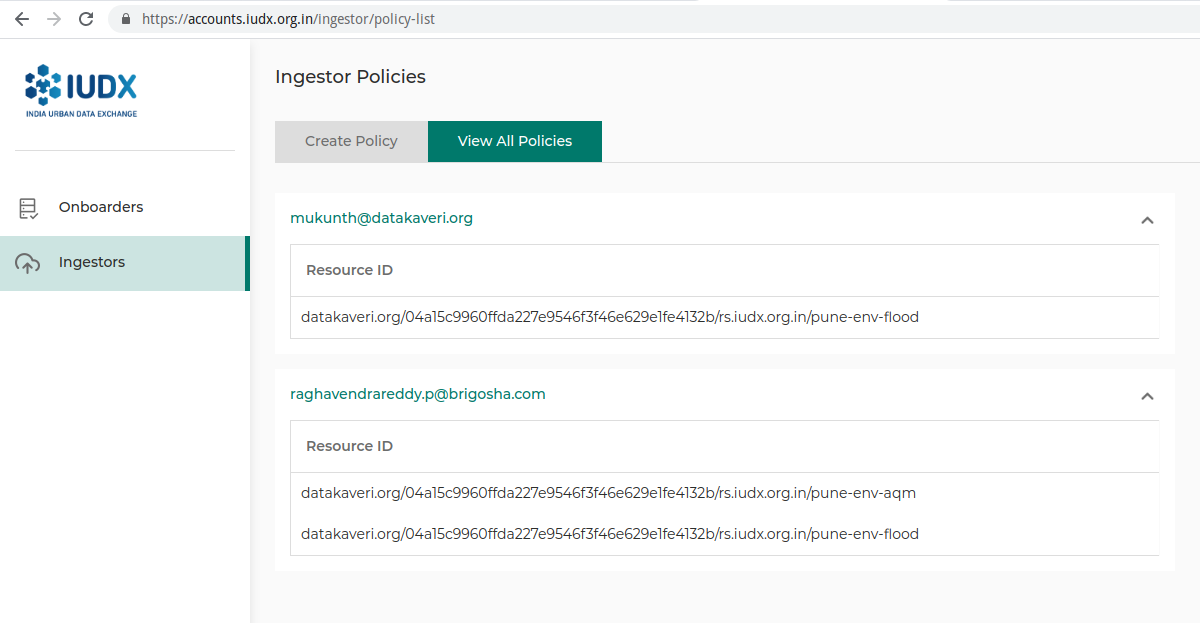 https://accounts.iudx.org.in/ingestor/policy-list
IUDX
INDIA URBAN DATA EXCHANGE
Onboarders
Ingestors
Ingestor Policies
Create Policy
View All Policies
mukunth@datakaveri.org
Resource ID
datakaveri.org/04a15c9960ffda227e9546f3f46e629e1fe4132b/rs.iudx.org.in/pune-env-flood
raghavendrareddy.p@brigosha.com
Resource ID
datakaveri.org/04a15c9960ffda227e9546f3f46e629e1fe4132b/rs.iudx.org.in/pune-env-aqm
datakaveri.org/04a15c9960ffda227e9546f3f46e629e1fe4132b/rs.iudx.org.in/pune-env-flood